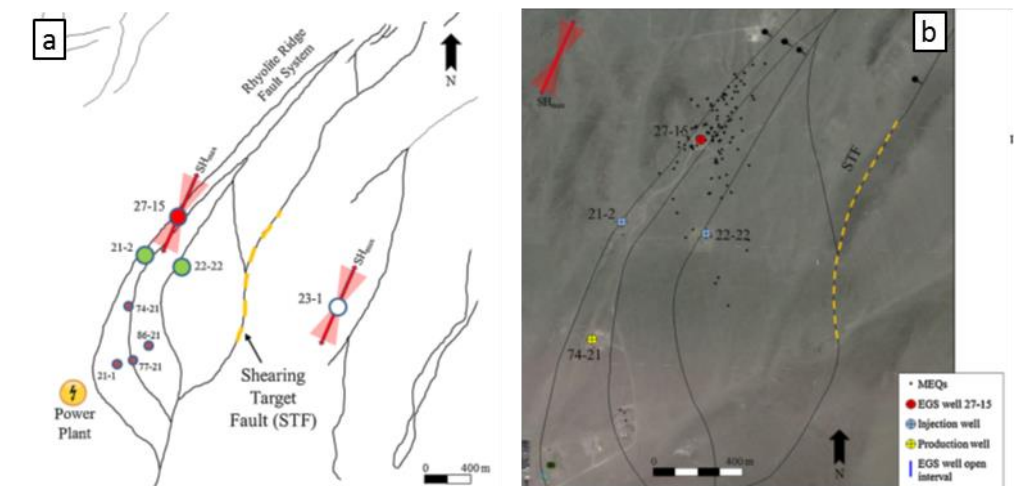 a
Rhyolite Ridge
Fault System
N
SHmax
27-15
21-2
22-22
23-1
SHmax
74-21
86-21
77-21
21-1
Power
Plant
Shearing
Target
Fault (STF)
0 400 m
b
SHmin
27-15
STF
21-2
22-22
74-21
MEQs
EGS well 27-15
Injection well
Production well
EGS well open
interval
0 400 m
N